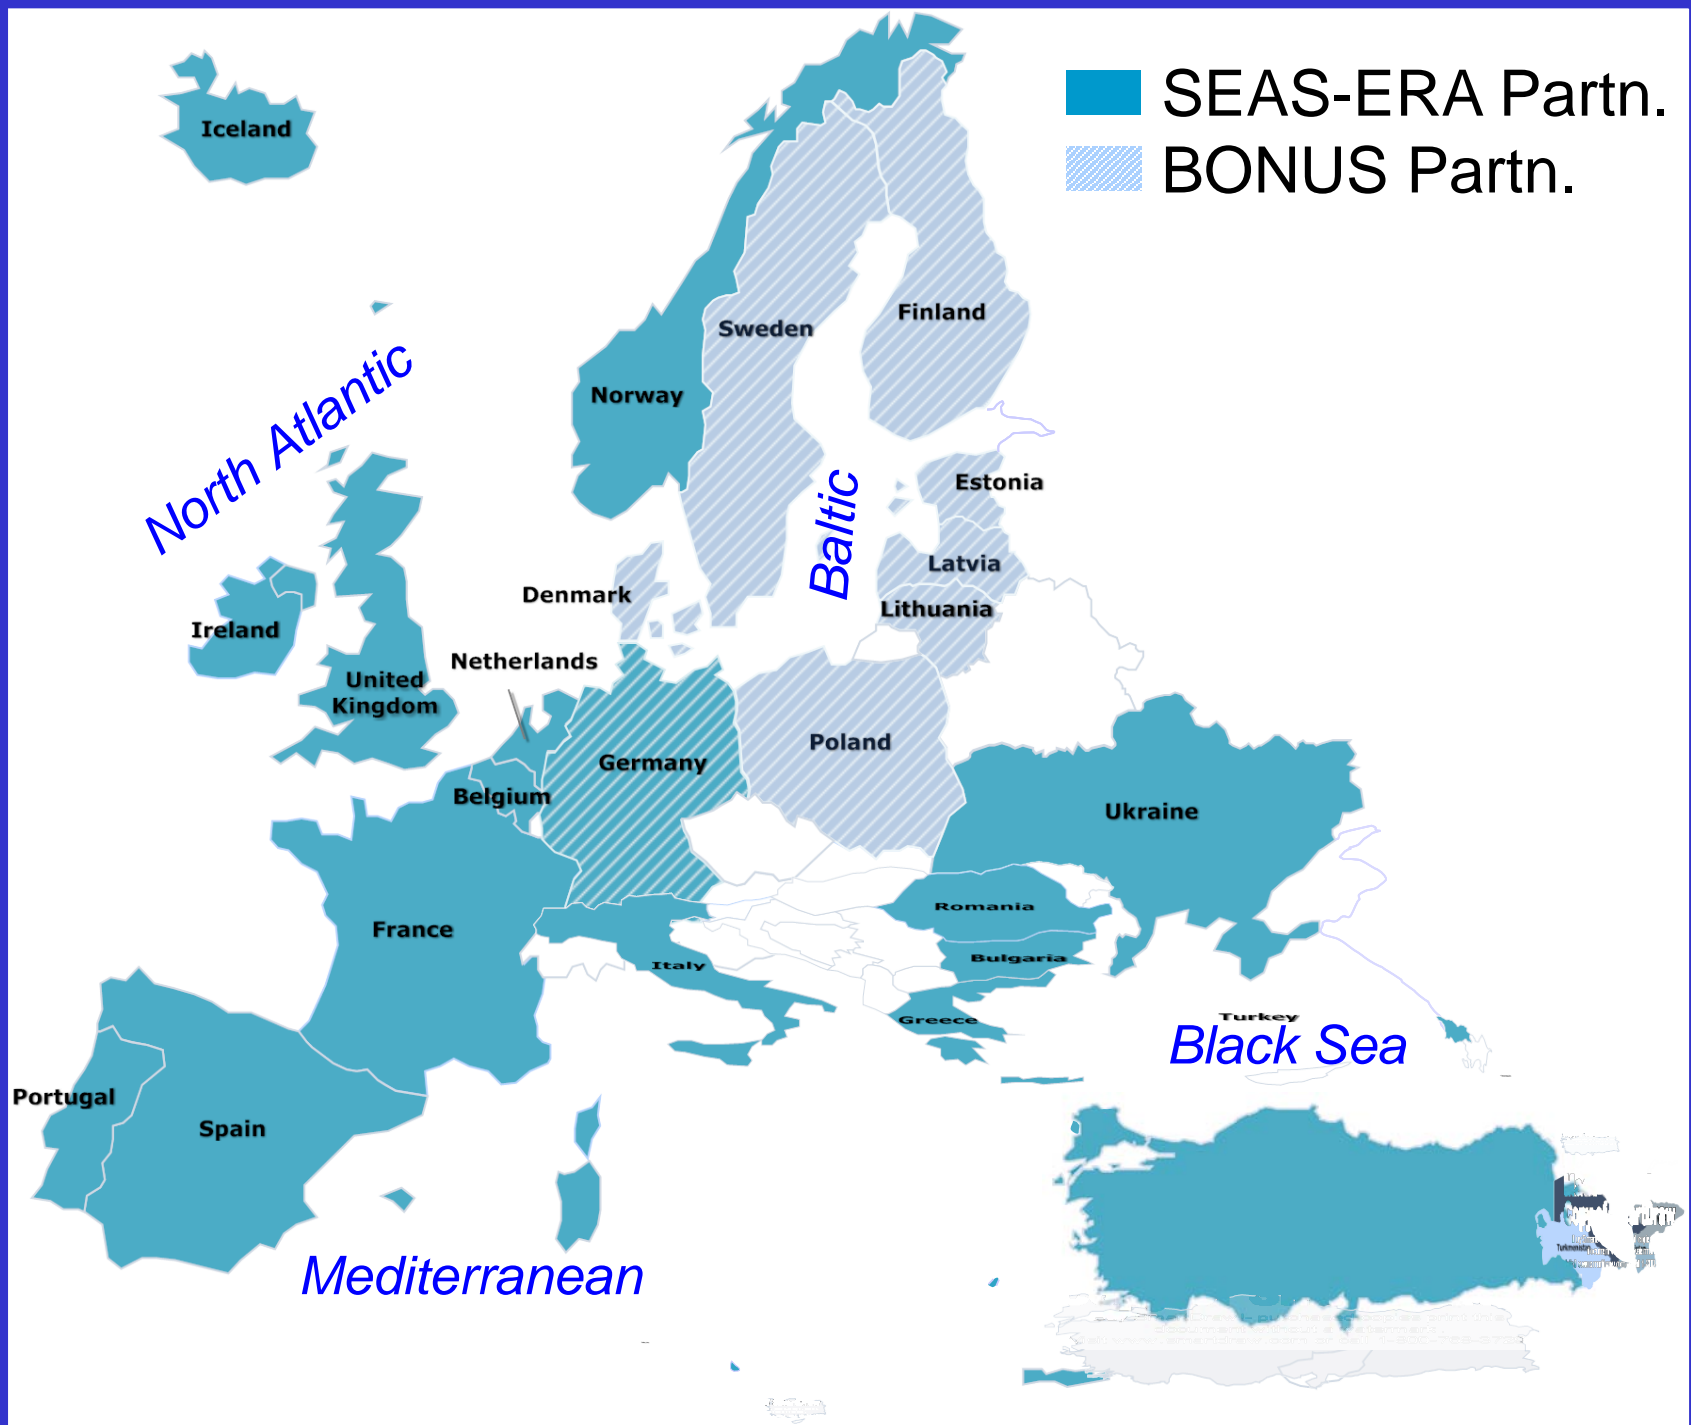 SEAS-ERA Partn.
BONUS Partn.
Iceland
Finland
Sweden
Norway
North Atlantic
Baltic
Estonia
Latvia
Denmark
Lithuania
Ireland
Netherlands
United
Kingdom
Poland
Germany
Belgium
Ukraine
Romania
France
Bulgaria
Italy
Turkey
Greece
Black Sea
Portugal
Spain
Mediterranean